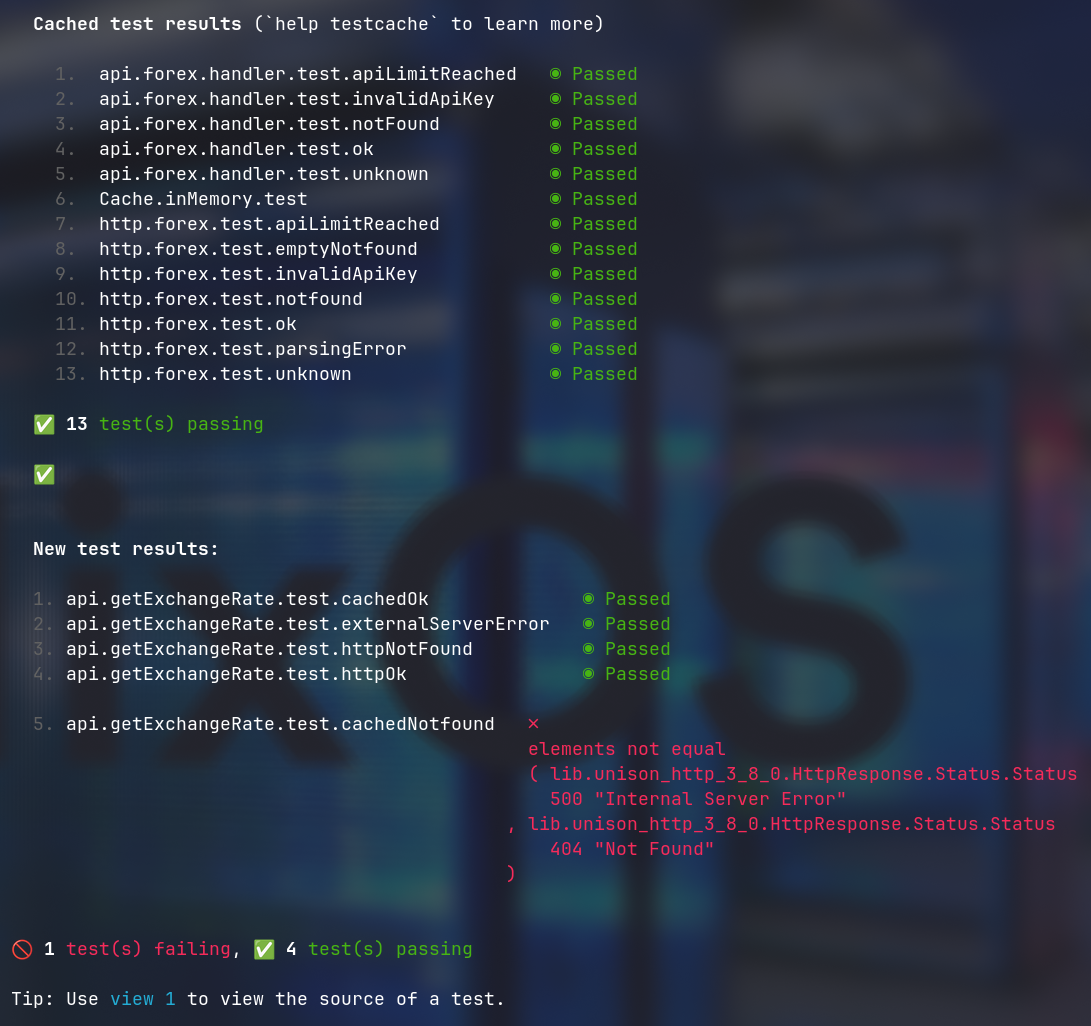 Cached test results (`help testcache` to learn more)
1. api.forex.handler.test.apiLimitReached ◉ Passed
2. api.forex.handler.test.invalidApiKey ◉ Passed
3. api.forex.handler.test.notFound ◉ Passed
4. api.forex.handler.test.ok ◉ Passed
5. api.forex.handler.test.unknown ◉ Passed
6. Cache.inMemory.test ◉ Passed
7. http.forex.test.apiLimitReached ◉ Passed
8. http.forex.test.emptyNotfound ◉ Passed
9. http.forex.test.invalidApiKey ◉ Passed
10. http.forex.test.notfound ◉ Passed
11. http.forex.test.ok ◉ Passed
12. http.forex.test.parsingError ◉ Passed
13. http.forex.test.unknown ◉ Passed
✅ 13 test(s) passing
✅
New test results:
1. api.getExchangeRate.test.cachedOk ◉ Passed
2. api.getExchangeRate.test.externalServerError ◉ Passed
3. api.getExchangeRate.test.httpNotFound ◉ Passed
4. api.getExchangeRate.test.httpOk ◉ Passed
5. api.getExchangeRate.test.cachedNotfound ✗
elements not equal
( lib.unison_http_3_8_0.HttpResponse.Status.Status
500 "Internal Server Error"
, lib.unison_http_3_8_0.HttpResponse.Status.Status
404 "Not Found"
)
🚫 1 test(s) failing, ✅ 4 test(s) passing
Tip: Use view 1 to view the source of a test.
ixOS